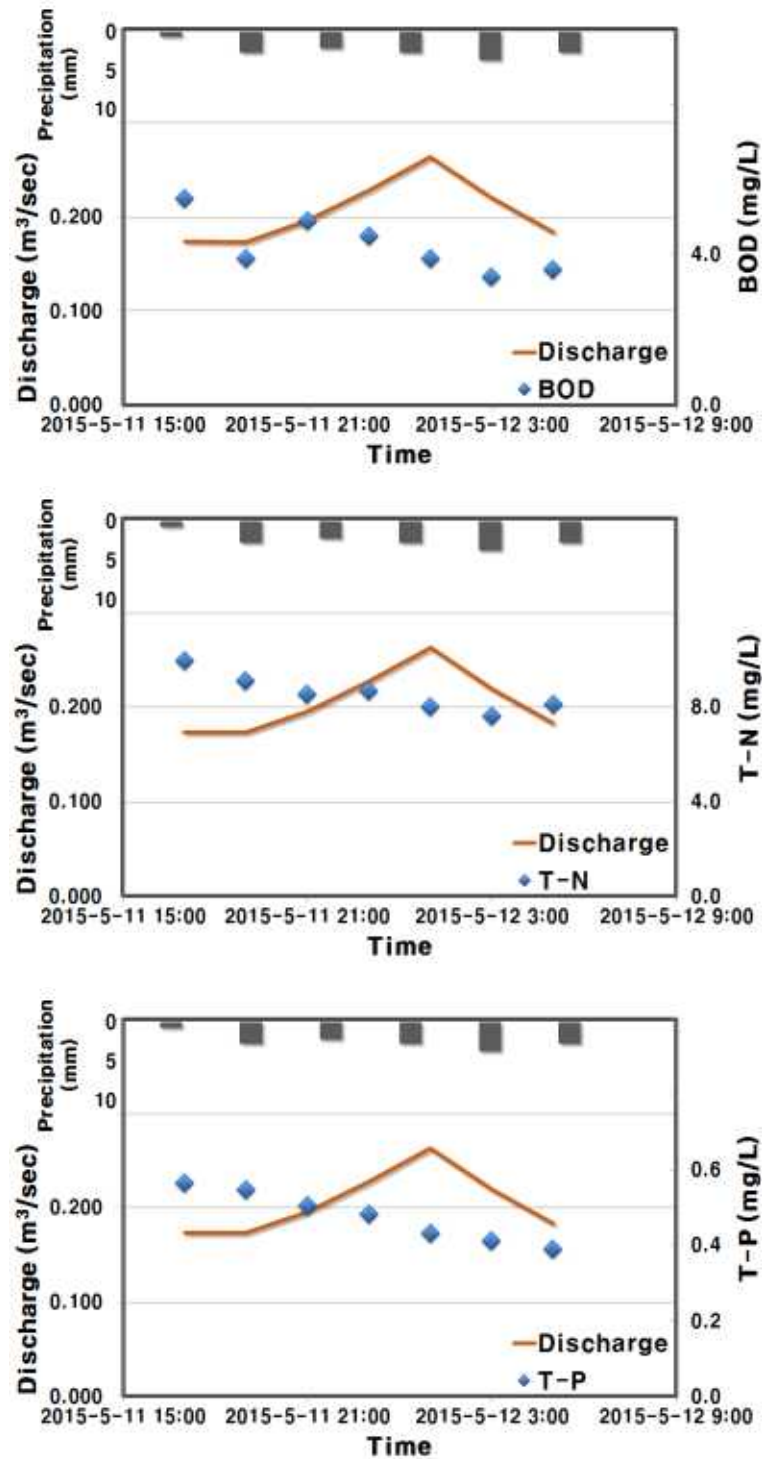 Precipitation
(mm)
0
5
10
Discharge (m³/sec)
0.200
0.100
0.000
BOD (mg/L)
4.0
0.0
Discharge
BOD
2015-5-11 15:00 2015-5-11 21:00 2015-5-12 3:00 2015-5-12 9:00
Time
Precipitation
(mm)
0
5
10
Discharge (m³/sec)
0.200
0.100
0.000
T-N (mg/L)
8.0
4.0
0.0
Discharge
T-N
2015-5-11 15:00 2015-5-11 21:00 2015-5-12 3:00 2015-5-12 9:00
Time
Precipitation
(mm)
0
5
10
Discharge (m³/sec)
0.200
0.100
0.000
T-P (mg/L)
0.6
0.4
0.2
0.0
Discharge
T-P
2015-5-11 15:00 2015-5-11 21:00 2015-5-12 3:00 2015-5-12 9:00
Time